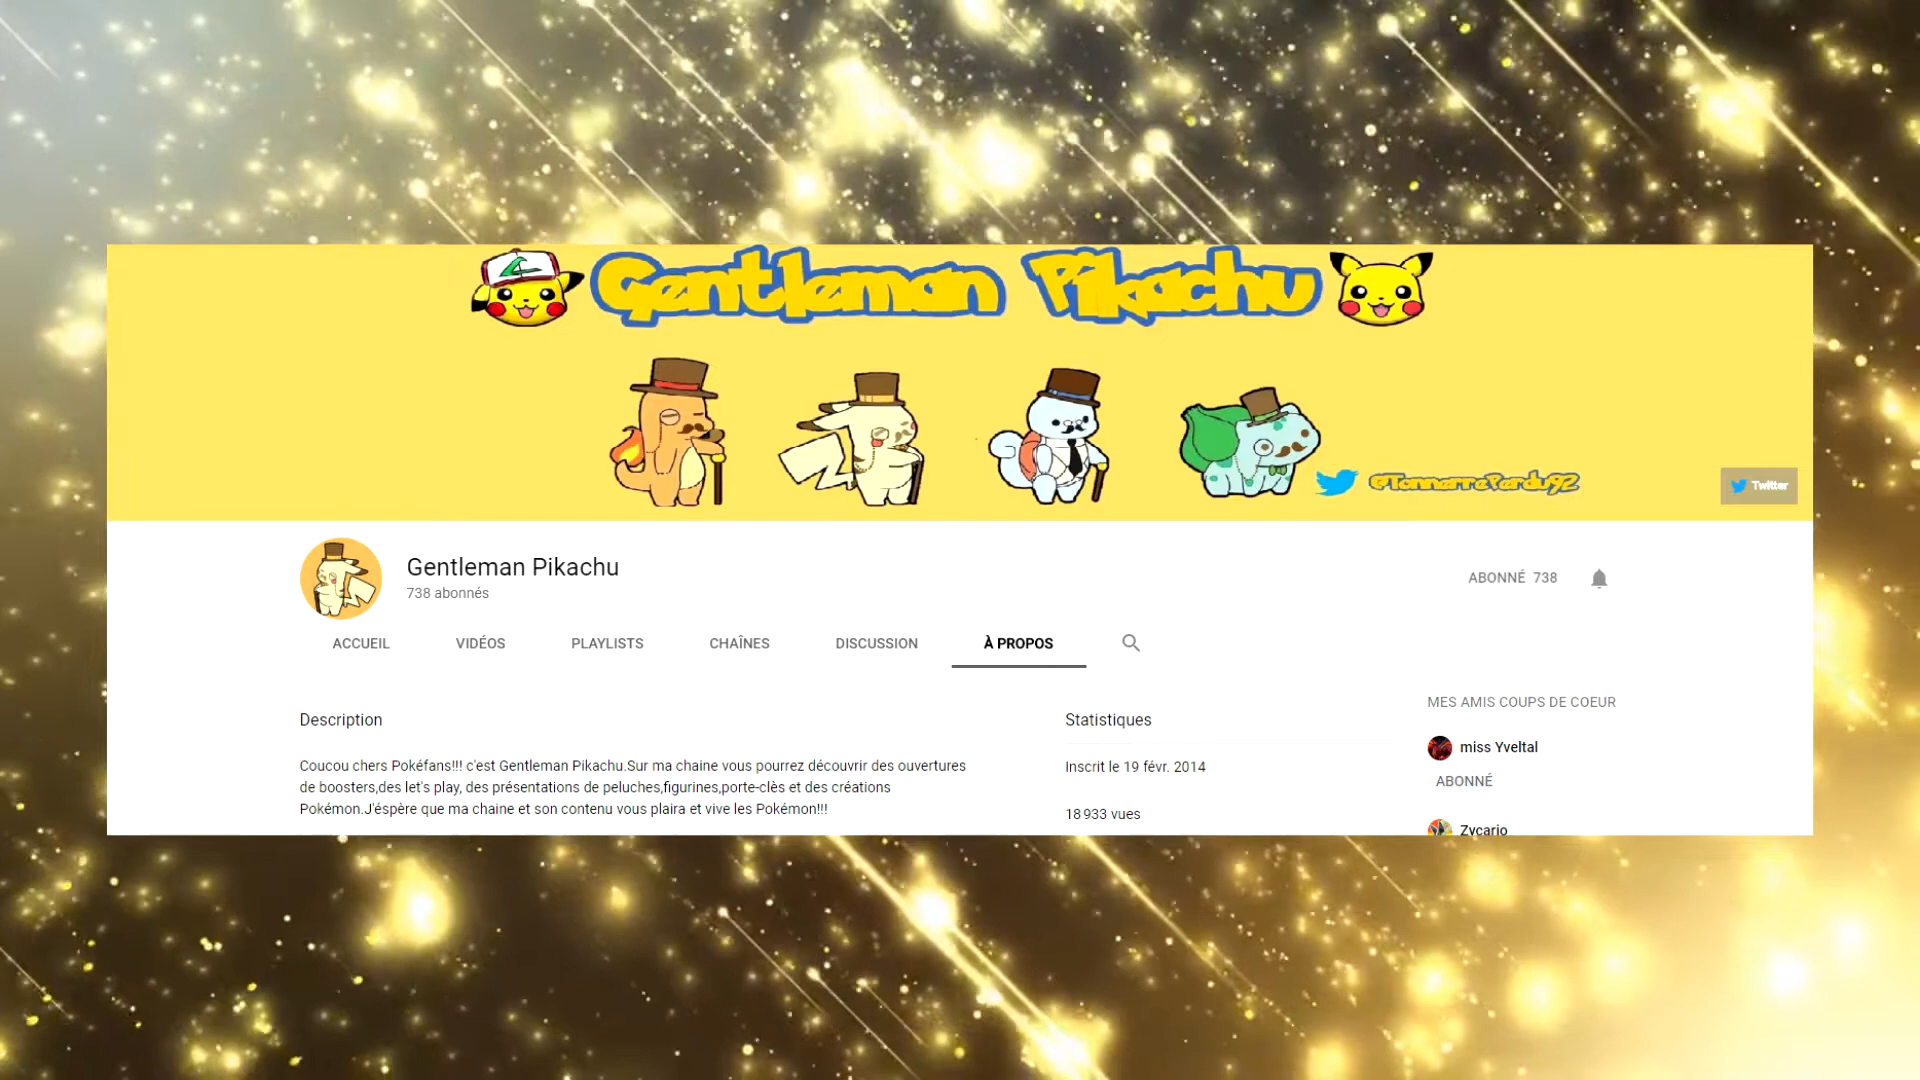 Gentleman Pikachu
@TonnerrePerdu92
Twitter
Gentleman Pikachu
738 abonnés
ABONNÉ 738
ACCUEIL VIDÉOS PLAYLISTS CHAÎNES DISCUSSION À PROPOS
MES AMIS COUPS DE COEUR
Description
Statistiques
miss Yveltal
Coucou chers Pokéfans!!! c'est Gentleman Pikachu.Sur ma chaine vous pourrez découvrir des ouvertures
de boosters,des let's play, des présentations de peluches,figurines,porte-clès et des créations
Pokémon.J'éspère que ma chaine et son contenu vous plaira et vive les Pokémon!!!
Inscrit le 19 févr. 2014
ABONNÉ
18 933 vues
Zycario